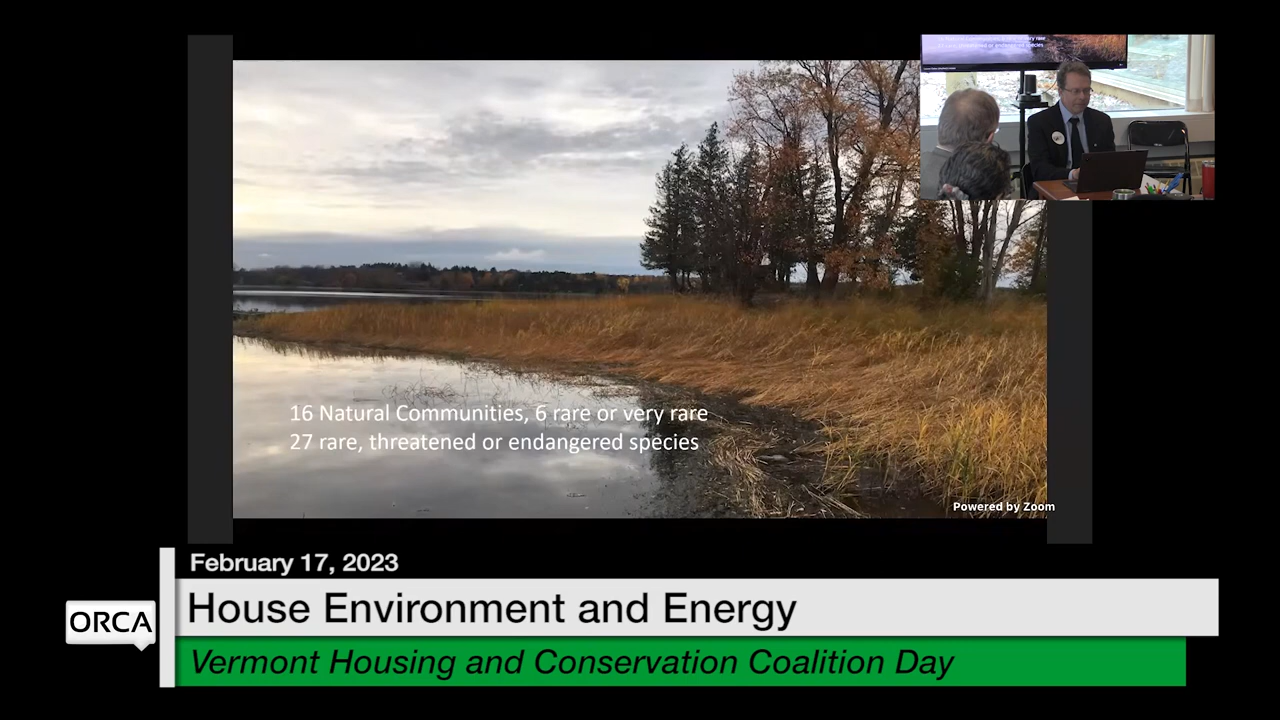 16 Natural Communities, 6 rare or very rare
27 rare, threatened or endangered species
Powered by Zoom
February 17, 2023
ORCA
House Environment and Energy
Vermont Housing and Conservation Coalition Day